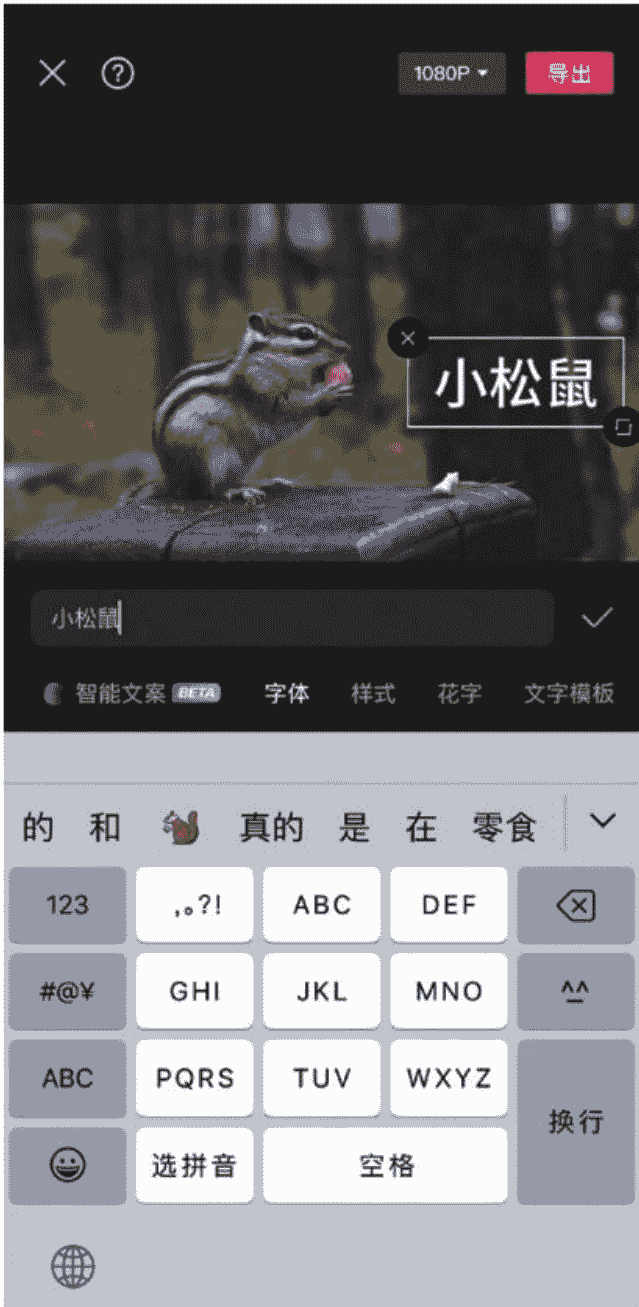 1080P 导出
小松鼠
小松鼠
智能文案 BETA 字体 样式 花字 文字模板
的 和 真的 是 在 零食
123 ,。?! ABC DEF
#@¥ GHI JKL MNO ^^
ABC PQRS TUV WXYZ
换行
选拼音 空格